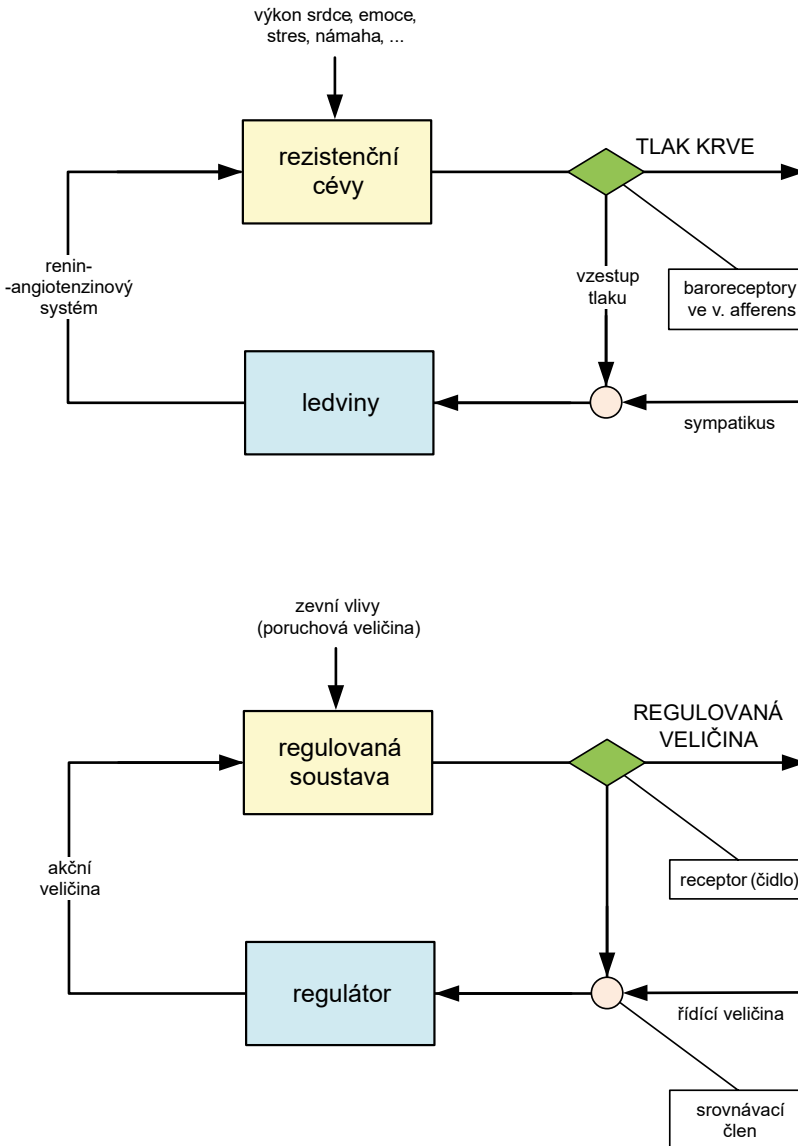 výkon srdce, emoce,
stres, námaha, ...
rezistenční
cévy
TLAK KRVE
renin-
-angiotenzinový
systém
vzestup
tlaku
baroreceptory
ve v. afferens
ledviny
sympatikus
zevní vlivy
(poruchová veličina)
regulovaná
soustava
REGULOVANÁ
VELIČINA
akční
veličina
receptor (čidlo)
regulátor
řídící veličina
srovnávací
člen